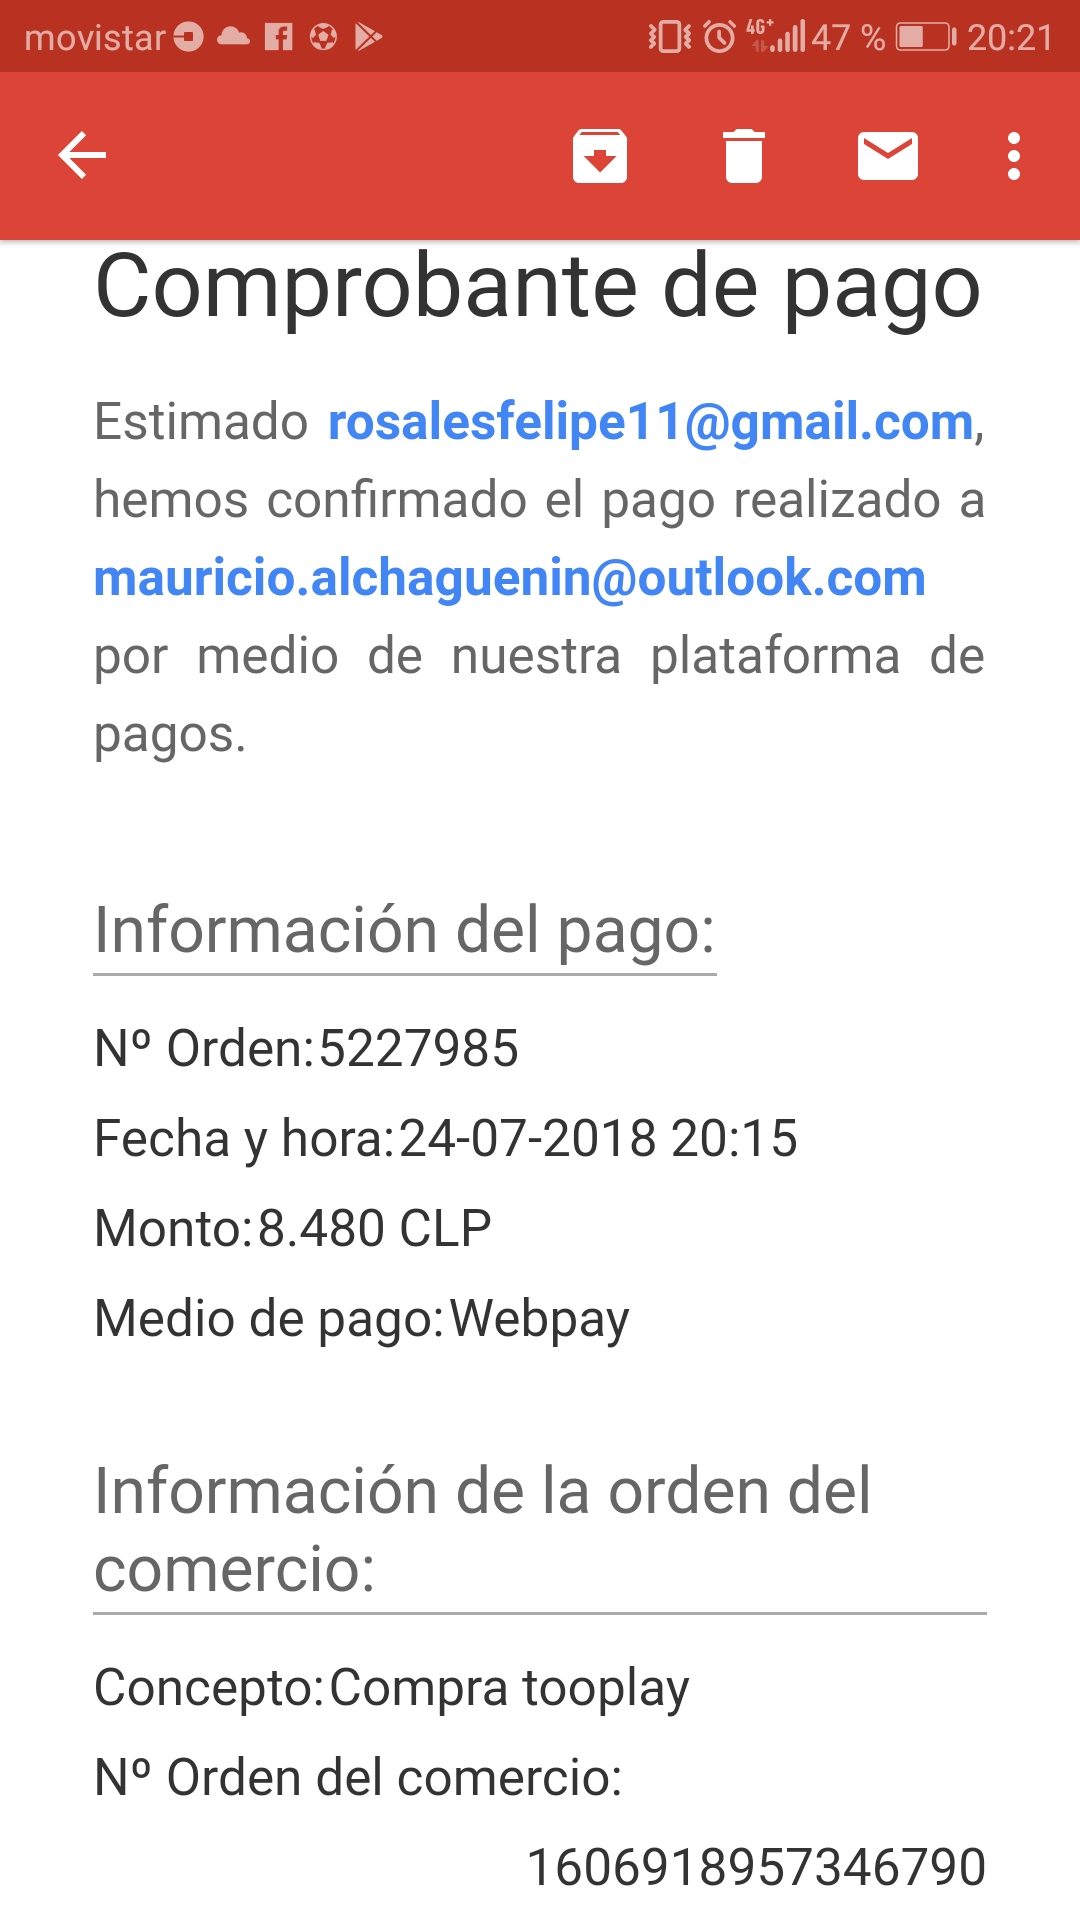 movistar 4G+ 47 % 20:21
Comprobante de pago
Estimado rosalesfelipe11@gmail.com,
hemos confirmado el pago realizado a
mauricio.alchaguenin@outlook.com
por medio de nuestra plataforma de
pagos.
Información del pago:
Nº Orden:5227985
Fecha y hora:24-07-2018 20:15
Monto:8.480 CLP
Medio de pago:Webpay
Información de la orden del
comercio:
Concepto:Compra tooplay
Nº Orden del comercio:
1606918957346790